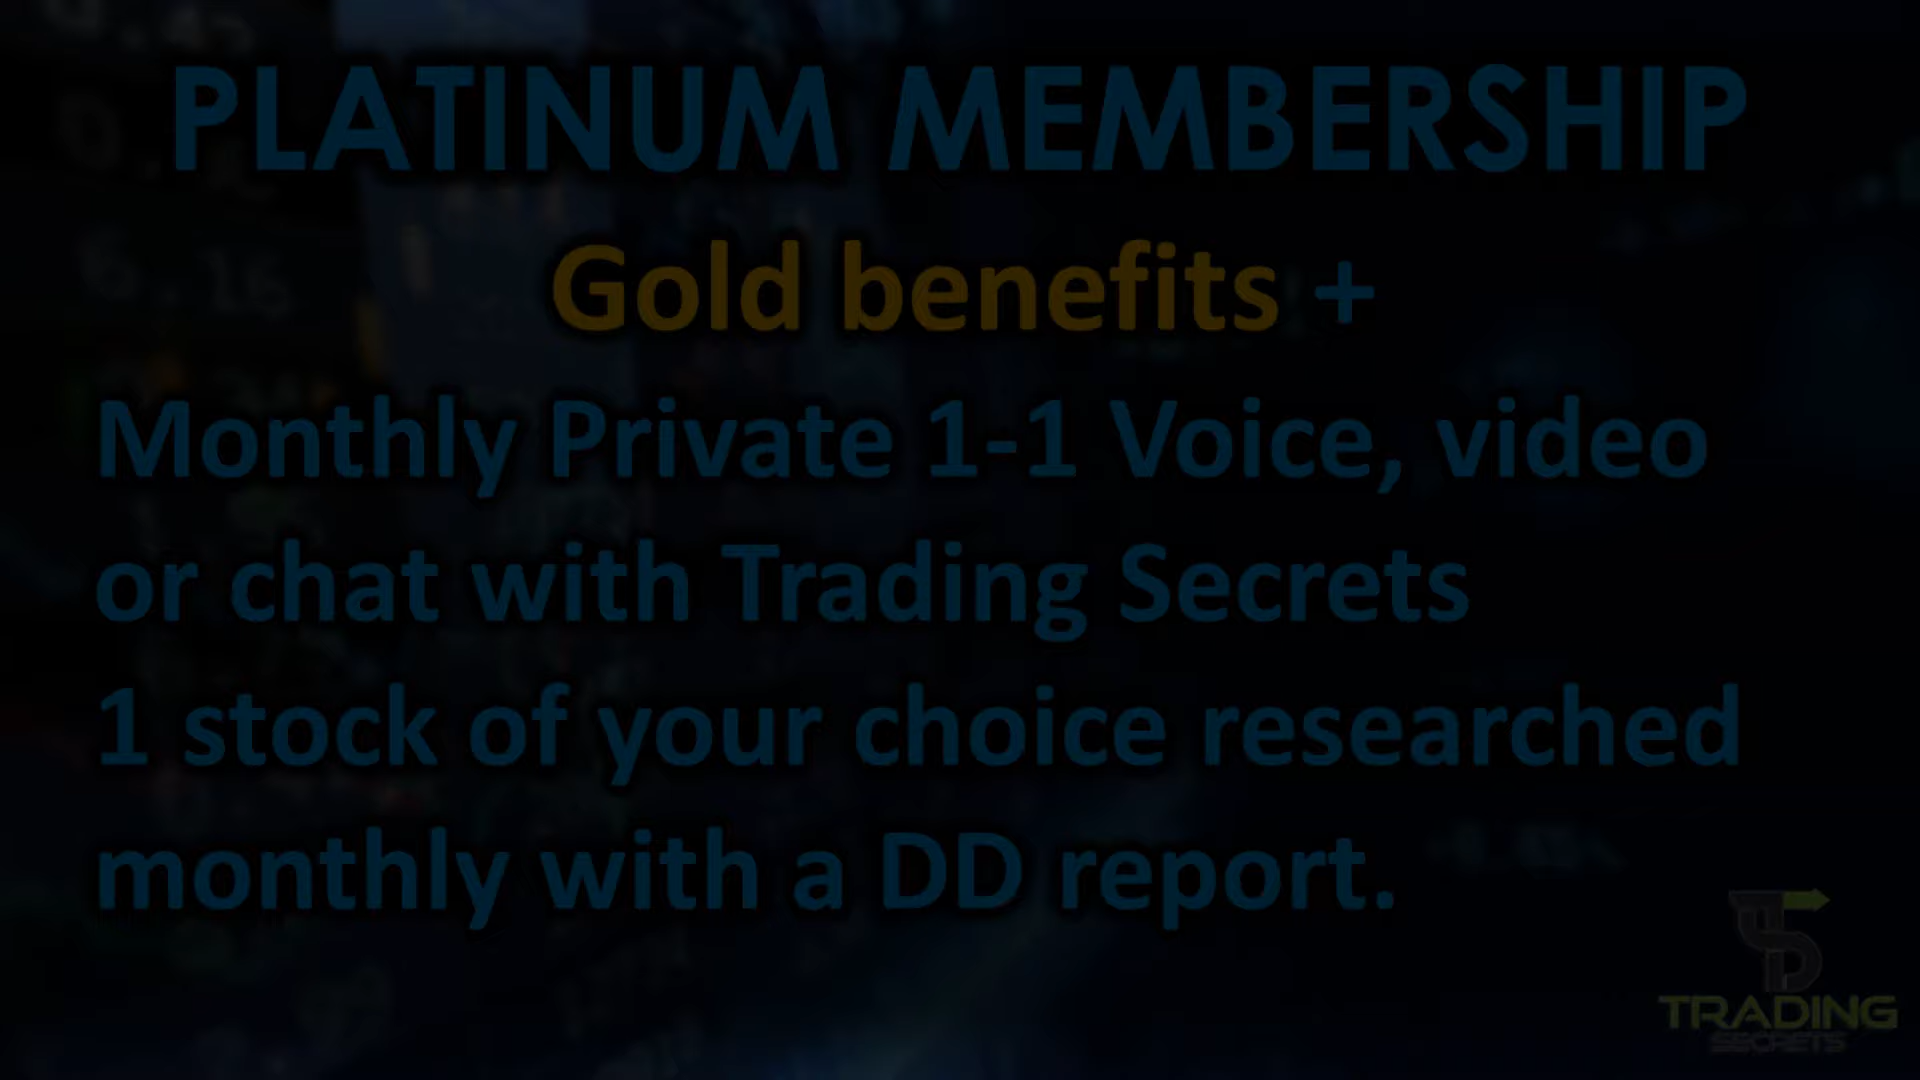 PLATINUM MEMBERSHIP
Gold benefits +
Monthly Private 1-1 Voice, video
or chat with Trading Secrets
1 stock of your choice researched
monthly with a DD report.
TRADING
SECRETS